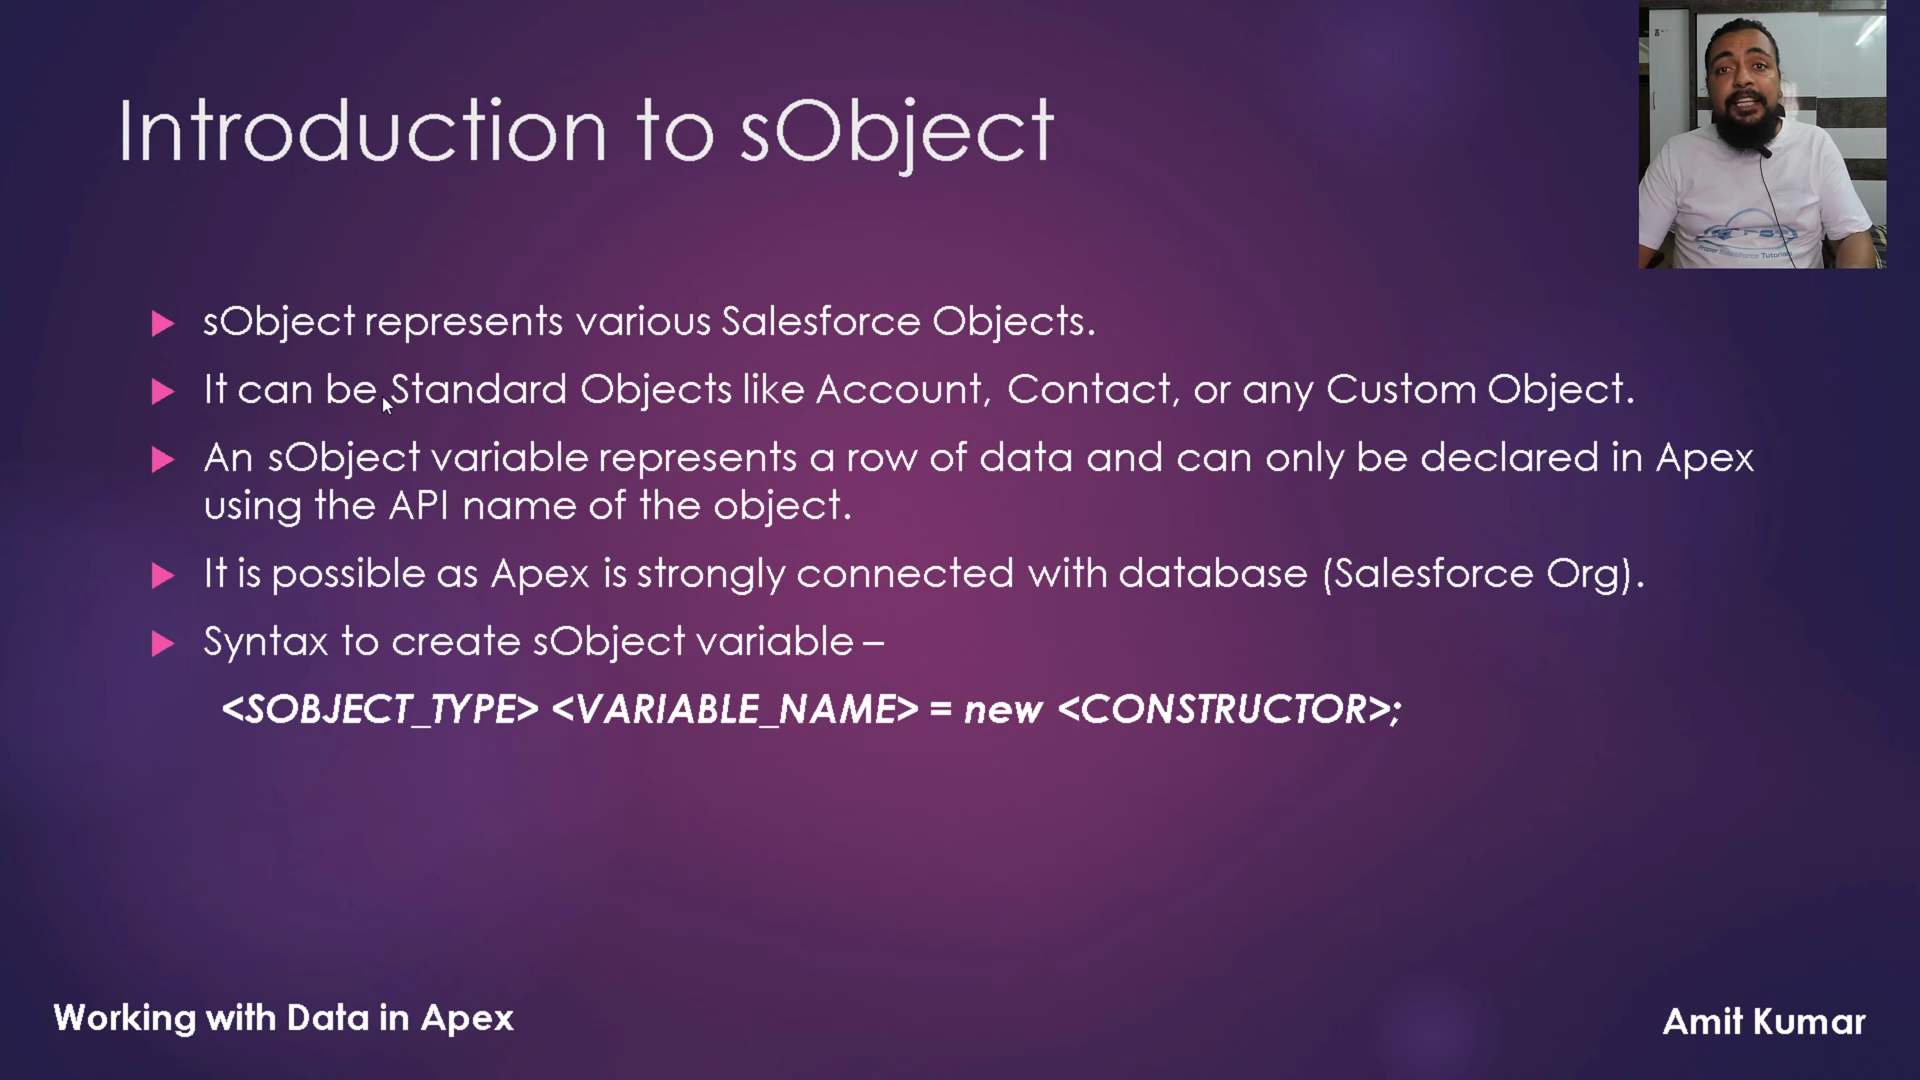 Introduction to sObject
sObject represents various Salesforce Objects.
It can be Standard Objects like Account, Contact, or any Custom Object.
An sObject variable represents a row of data and can only be declared in Apex
using the API name of the object.
It is possible as Apex is strongly connected with database (Salesforce Org).
Syntax to create sObject variable –
<SOBJECT_TYPE> <VARIABLE_NAME> = new <CONSTRUCTOR>;
Working with Data in Apex
Amit Kumar
Proper Salesforce Tutorial